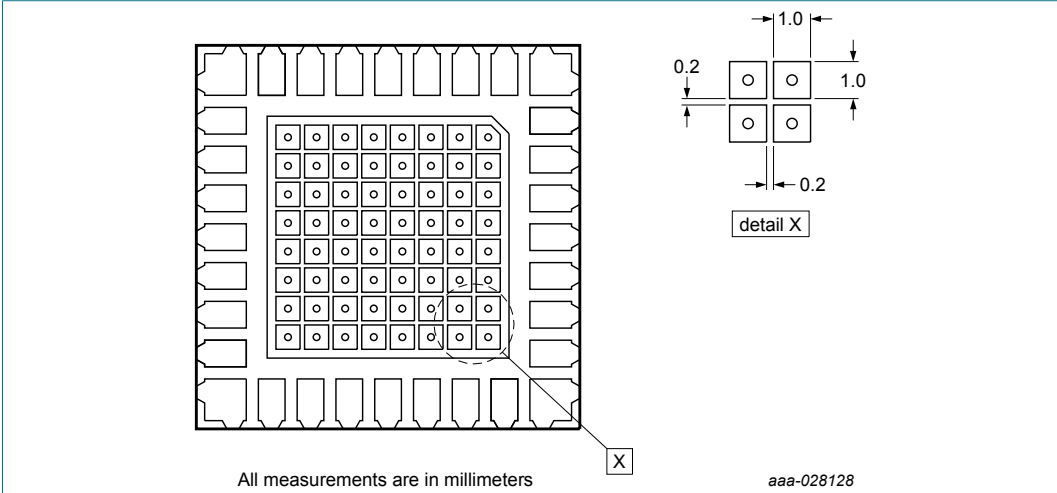 1.0
0.2
1.0
0.2
detail X
X
All measurements are in millimeters
aaa-028128